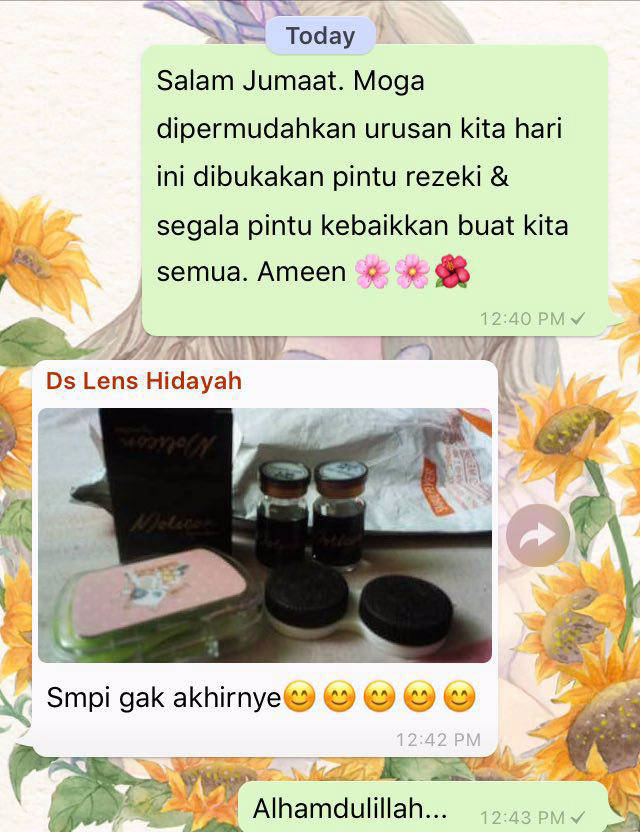 Today
Salam Jumaat. Moga
dipermudahkan urusan kita hari
ini dibukakan pintu rezeki &
segala pintu kebaikkan buat kita
semua. Ameen 🌸🌸🌺
12:40 PM ✓
Ds Lens Hidayah
Smpi gak akhirnye😊😊😊😊😊
12:42 PM
Alhamdulillah...
12:43 PM ✓